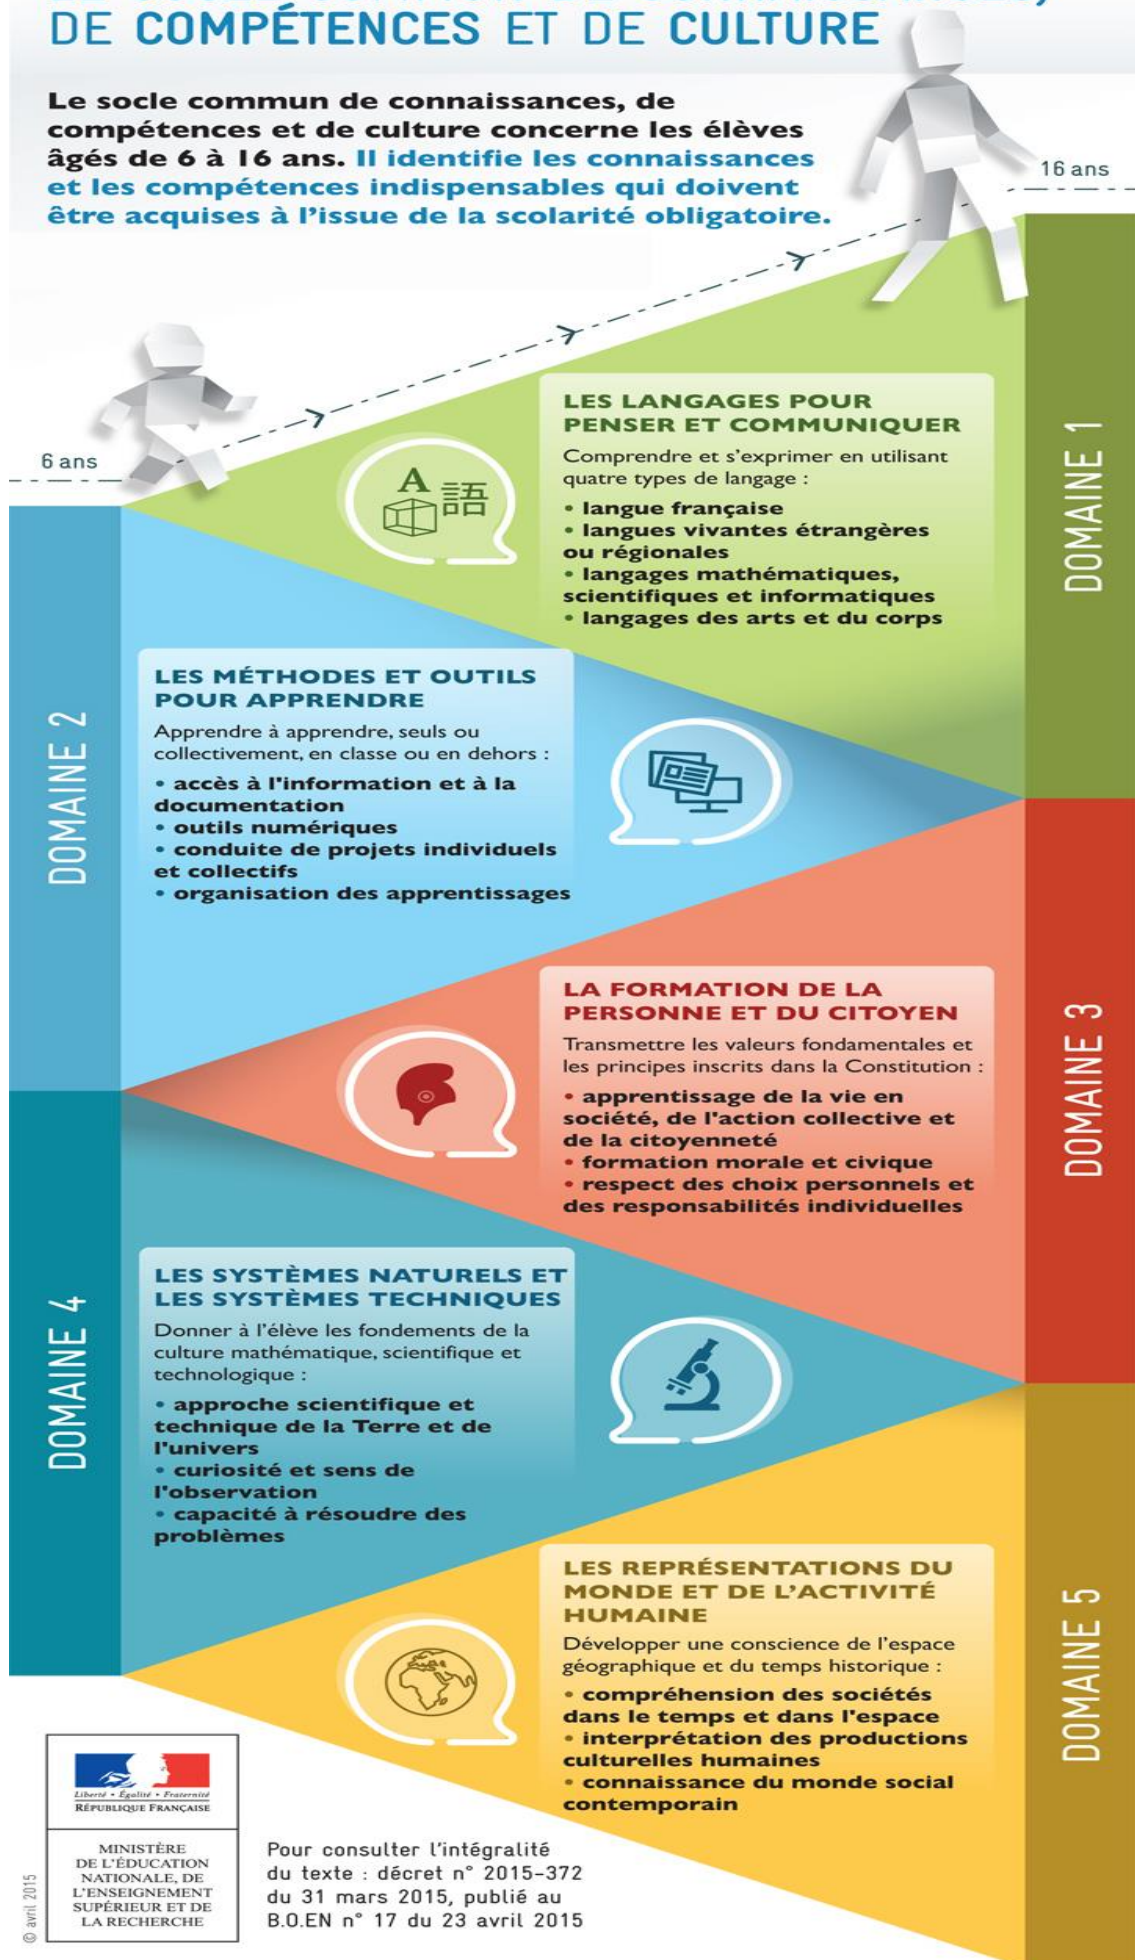 DE COMPÉTENCES ET DE CULTURE
Le socle commun de connaissances, de
compétences et de culture concerne les élèves
âgés de 6 à 16 ans. Il identifie les connaissances
et les compétences indispensables qui doivent
être acquises à l’issue de la scolarité obligatoire.
16 ans
6 ans
DOMAINE 1
LES LANGAGES POUR
PENSER ET COMMUNIQUER
Comprendre et s’exprimer en utilisant
quatre types de langage :
• langue française
• langues vivantes étrangères
ou régionales
• langages mathématiques,
scientifiques et informatiques
• langages des arts et du corps
A 語
DOMAINE 2
LES MÉTHODES ET OUTILS
POUR APPRENDRE
Apprendre à apprendre, seuls ou
collectivement, en classe ou en dehors :
• accès à l'information et à la
documentation
• outils numériques
• conduite de projets individuels
et collectifs
• organisation des apprentissages
DOMAINE 3
LA FORMATION DE LA
PERSONNE ET DU CITOYEN
Transmettre les valeurs fondamentales et
les principes inscrits dans la Constitution :
• apprentissage de la vie en
société, de l'action collective et
de la citoyenneté
• formation morale et civique
• respect des choix personnels et
des responsabilités individuelles
DOMAINE 4
LES SYSTÈMES NATURELS ET
LES SYSTÈMES TECHNIQUES
Donner à l’élève les fondements de la
culture mathématique, scientifique et
technologique :
• approche scientifique et
technique de la Terre et de
l'univers
• curiosité et sens de
l'observation
• capacité à résoudre des
problèmes
DOMAINE 5
LES REPRÉSENTATIONS DU
MONDE ET DE L’ACTIVITÉ
HUMAINE
Développer une conscience de l’espace
géographique et du temps historique :
• compréhension des sociétés
dans le temps et dans l'espace
• interprétation des productions
culturelles humaines
• connaissance du monde social
contemporain
Liberté • Égalité • Fraternité
RÉPUBLIQUE FRANÇAISE
MINISTÈRE
DE L’ÉDUCATION
NATIONALE, DE
L’ENSEIGNEMENT
SUPÉRIEUR ET DE
LA RECHERCHE
Pour consulter l’intégralité
du texte : décret n° 2015-372
du 31 mars 2015, publié au
B.O.EN n° 17 du 23 avril 2015
© avril 2015